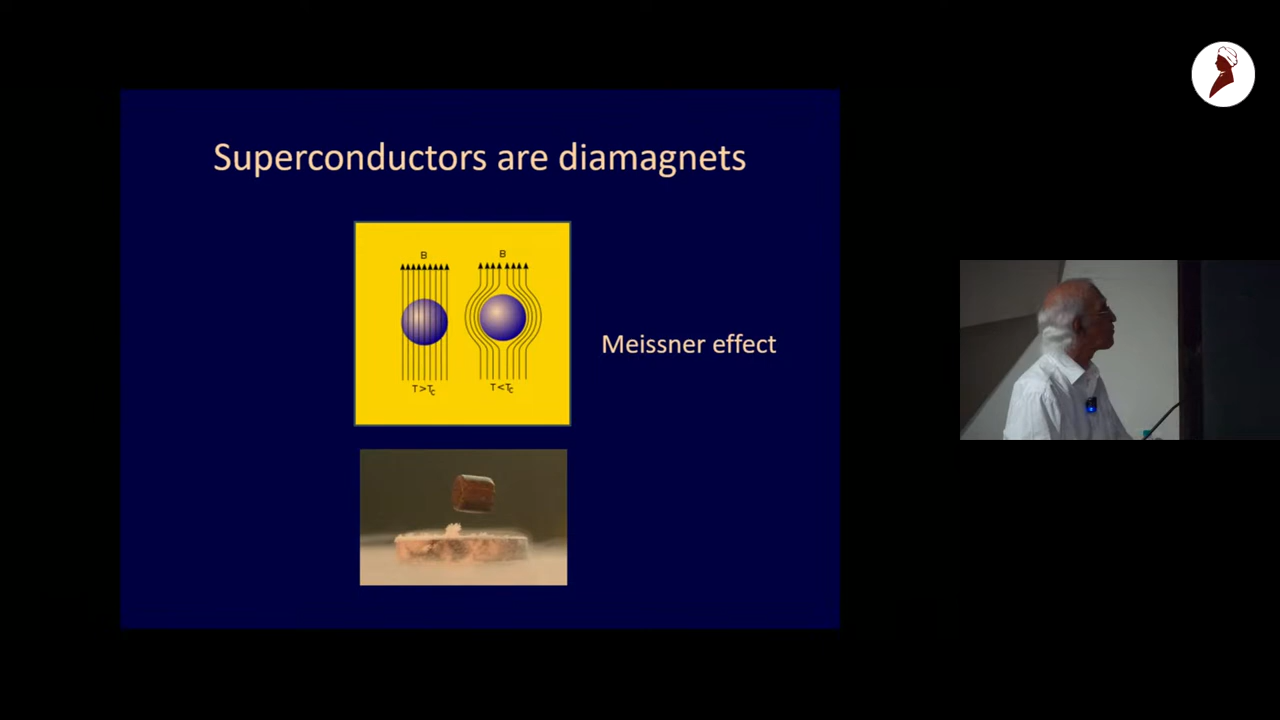 Superconductors are diamagnets
B
B
T>Tc
T<Tc
Meissner effect